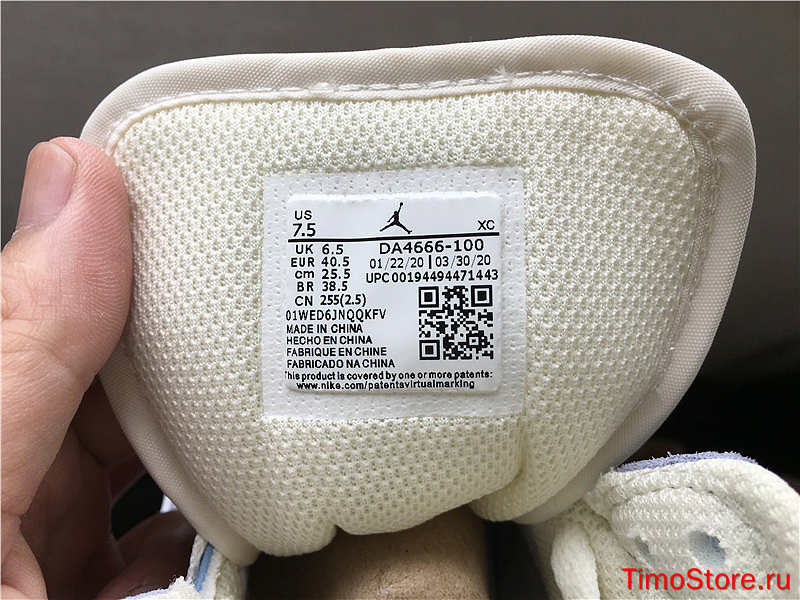 US
7.5
XC
UK 6.5
EUR 40.5
cm 25.5
BR 38.5
CN 255(2.5)
DA4666-100
01/22/20 | 03/30/20
UPC 00194494471443
01WED6JNQQKFV
MADE IN CHINA
HECHO EN CHINA
FABRIQUE EN CHINE
FABRICADO NA CHINA
This product is covered by one or more patents:
www.nike.com/patentsvirtualmarking
TimoStore.ru